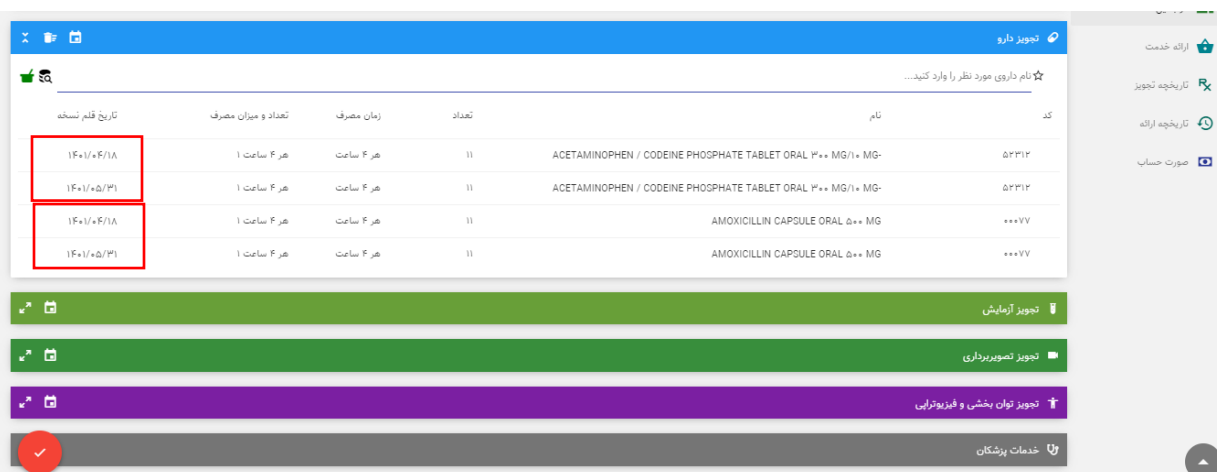 تجویز دارو
نام داروی مورد نظر را وارد کنید...
کد نام تعداد زمان مصرف تعداد و میزان مصرف تاریخ قلم نسخه
۵۲۳۱۲ ACETAMINOPHEN / CODEINE PHOSPHATE TABLET ORAL ۳۰۰ MG/۱۰ MG- ۱۱ هر ۴ ساعت هر ۴ ساعت ۱ ۱۴۰۱/۰۴/۱۸
۵۲۳۱۲ ACETAMINOPHEN / CODEINE PHOSPHATE TABLET ORAL ۳۰۰ MG/۱۰ MG- ۱۱ هر ۴ ساعت هر ۴ ساعت ۱ ۱۴۰۱/۰۵/۳۱
۰۰۰۷۷ AMOXICILLIN CAPSULE ORAL ۵۰۰ MG ۱۱ هر ۴ ساعت هر ۴ ساعت ۱ ۱۴۰۱/۰۴/۱۸
۰۰۰۷۷ AMOXICILLIN CAPSULE ORAL ۵۰۰ MG ۱۱ هر ۴ ساعت هر ۴ ساعت ۱ ۱۴۰۱/۰۵/۳۱
تجویز آزمایش
تجویز تصویربرداری
تجویز توان بخشی و فیزیوتراپی
خدمات پزشکان
ارائه خدمت
تاریخچه تجویز
تاریخچه ارائه
صورت حساب